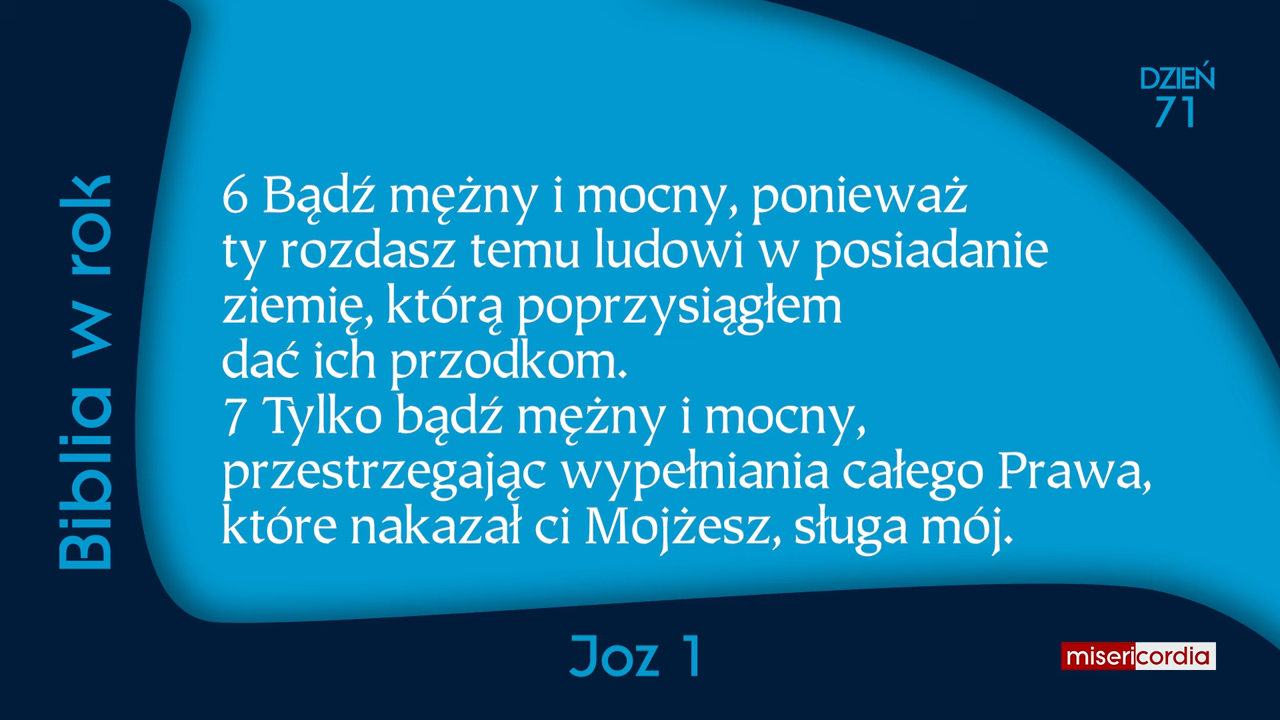 DZIEŃ
71
Biblia w rok
6 Bądź mężny i mocny, ponieważ
ty rozdasz temu ludowi w posiadanie
ziemię, którą poprzysiągłem
dać ich przodkom.
7 Tylko bądź mężny i mocny,
przestrzegając wypełniania całego Prawa,
które nakazał ci Mojżesz, sługa mój.
Joz 1
misericordia